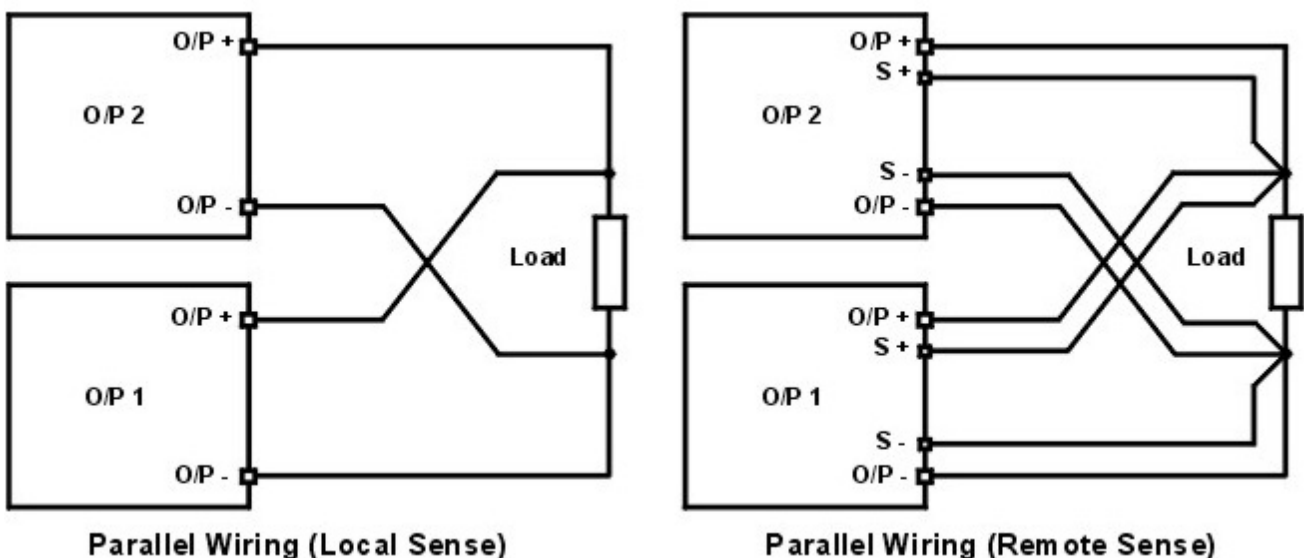 O/P +
O/P 2
O/P -
O/P +
O/P 1
O/P -
Load
Parallel Wiring (Local Sense)
O/P +
S +
O/P 2
S -
O/P -
O/P +
S +
O/P 1
S -
O/P -
Load
Parallel Wiring (Remote Sense)